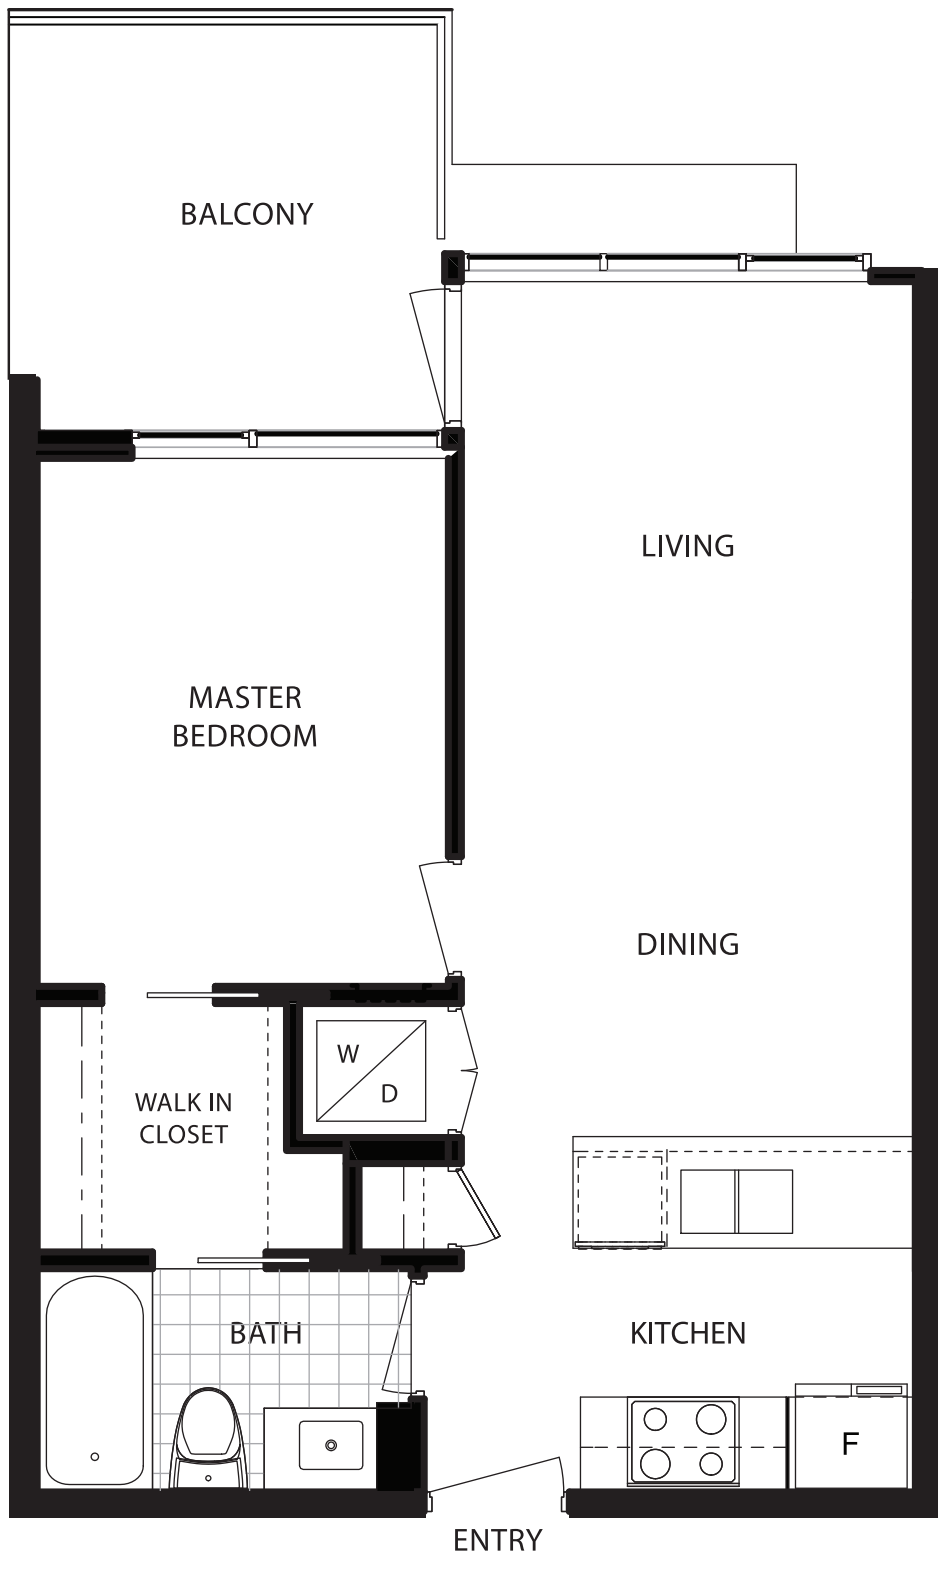 BALCONY
LIVING
MASTER
BEDROOM
DINING
W
D
WALK IN
CLOSET
BATH
KITCHEN
F
ENTRY